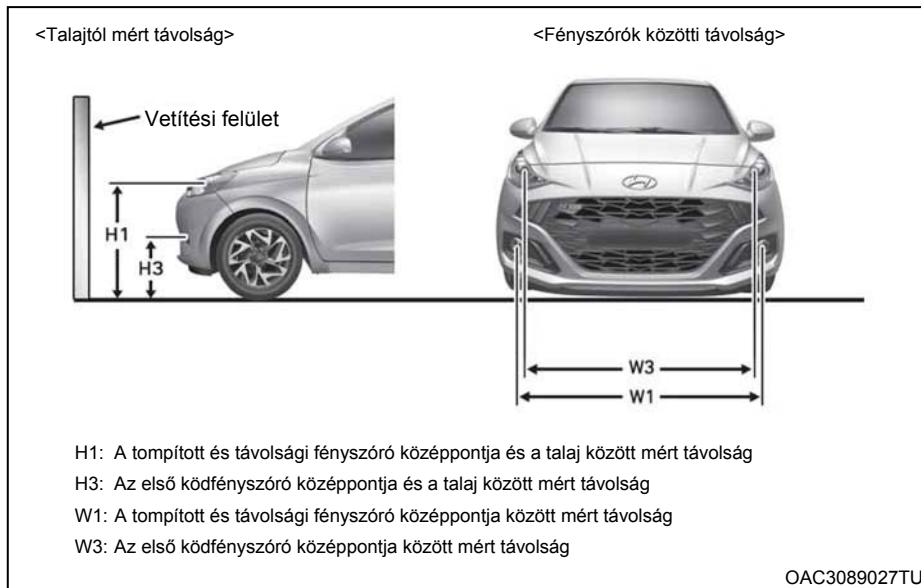 <Talajtól mért távolság>
<Fényszórók közötti távolság>
Vetítési felület
H1
H3
W3
W1
H1: A tompított és távolsági fényszóró középpontja és a talaj között mért távolság
H3: Az első ködfényszóró középpontja és a talaj között mért távolság
W1: A tompított és távolsági fényszóró középpontja között mért távolság
W3: Az első ködfényszóró középpontja között mért távolság
OAC3089027TU